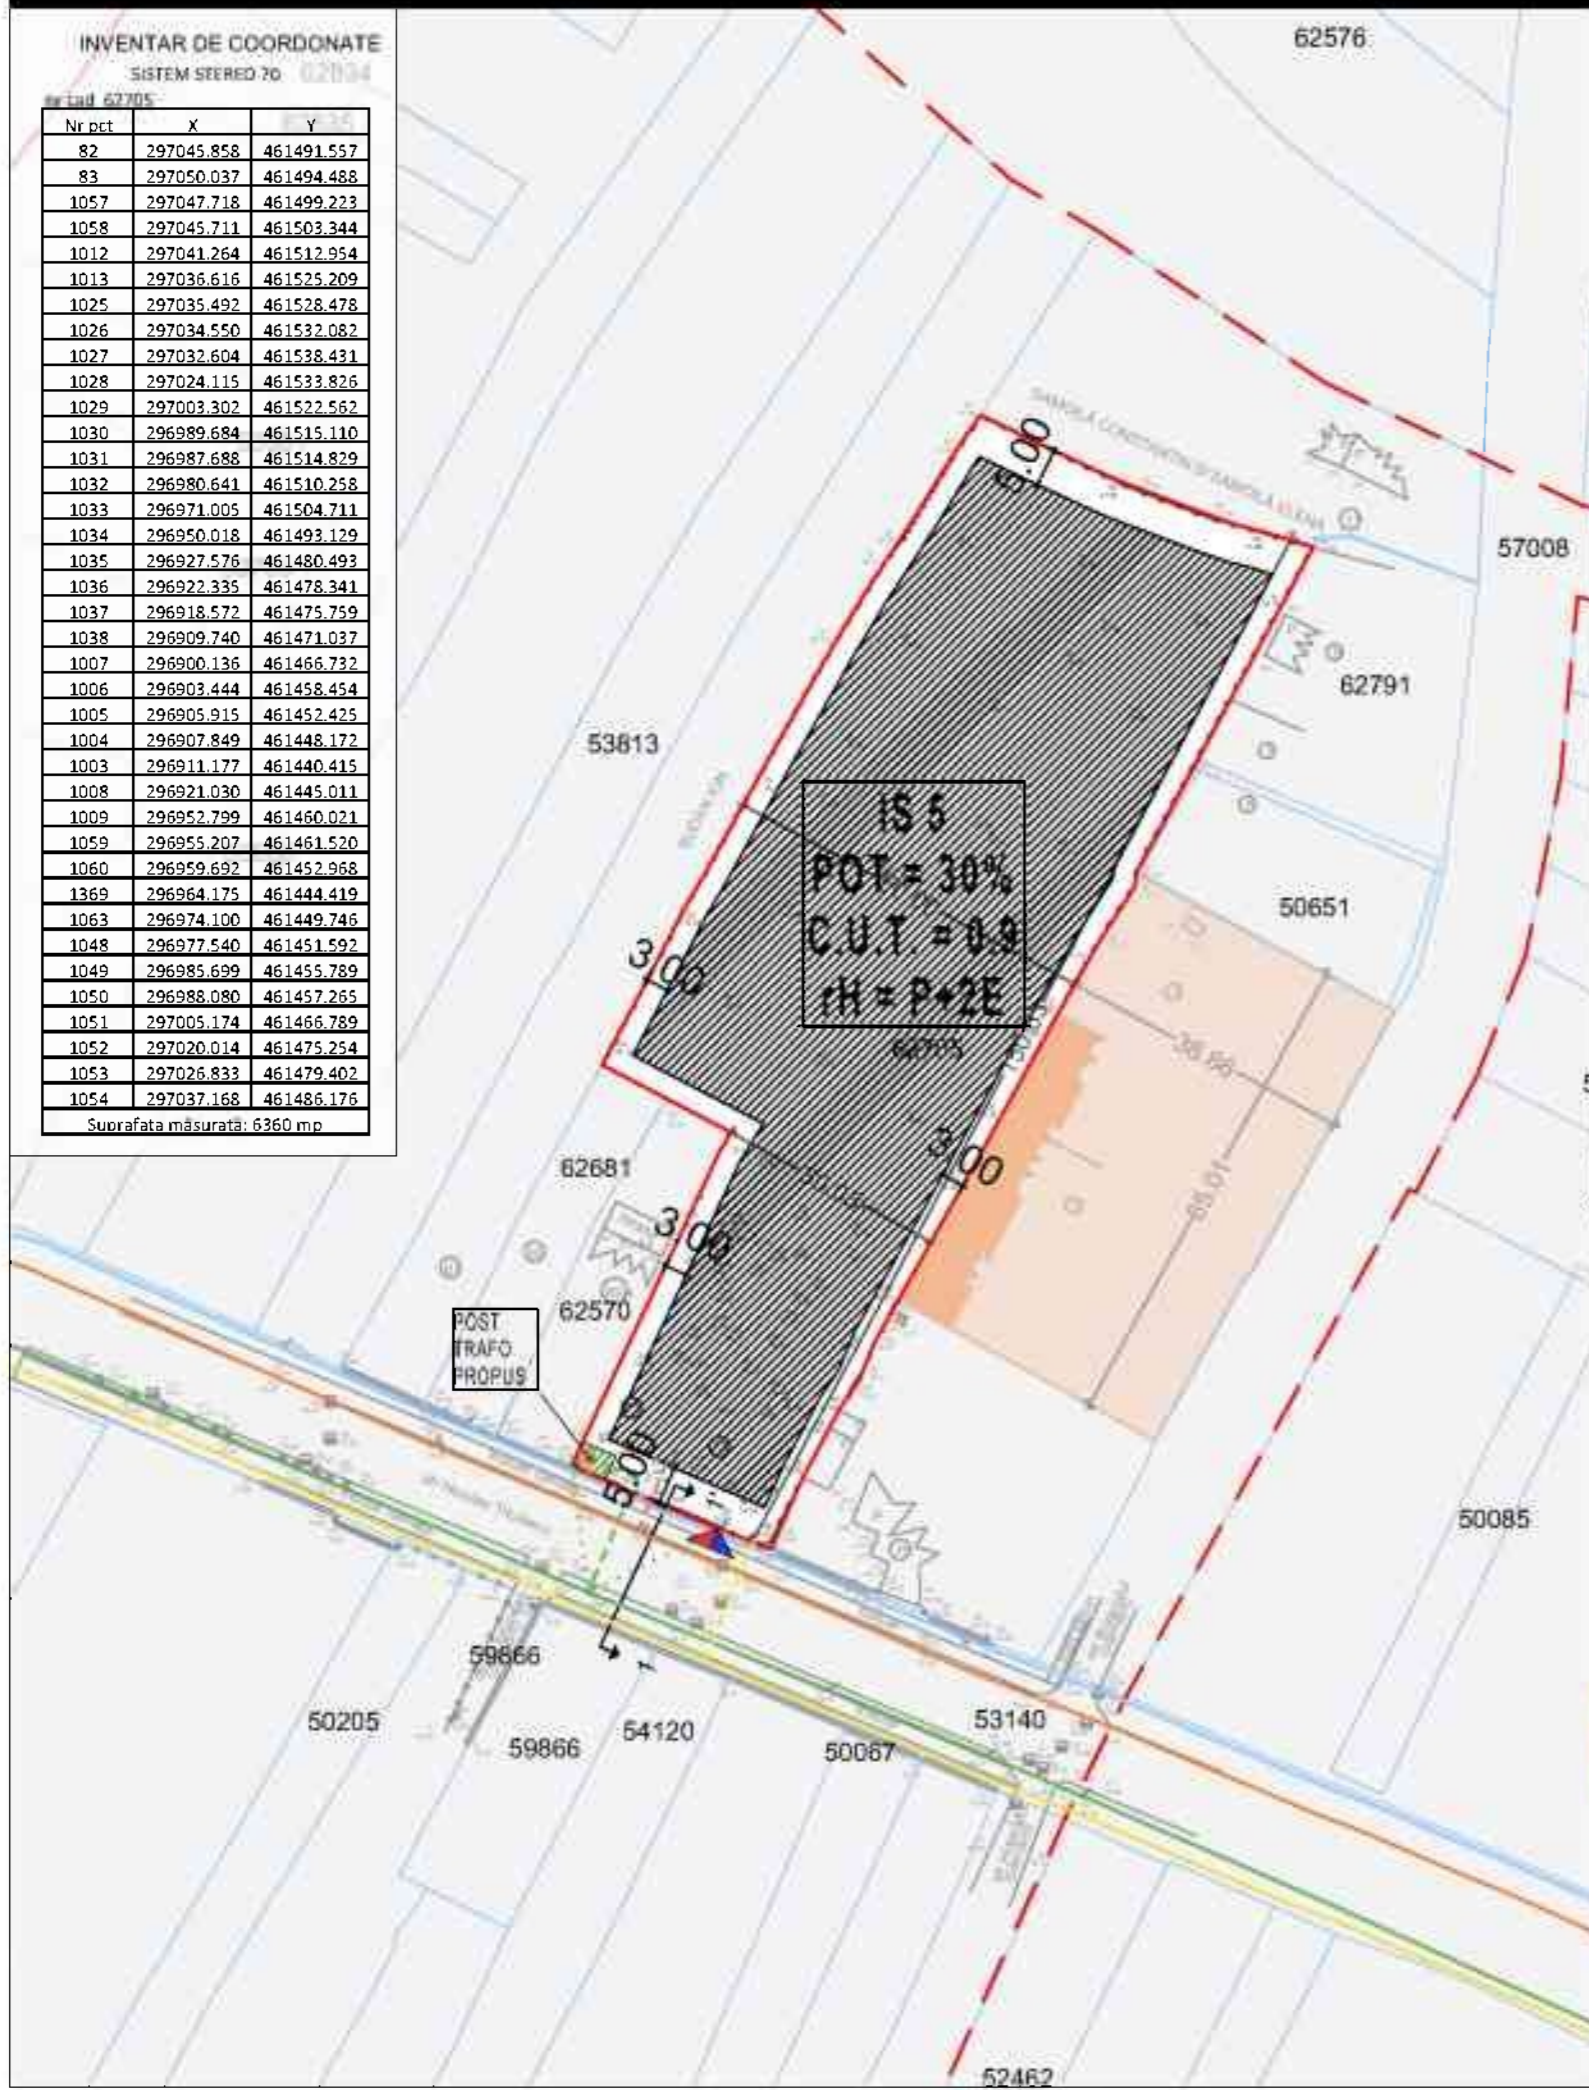 INVENTAR DE COORDONATE
SISTEM STEREO 70
nr cad 62705
Nr pct X Y
82 297045.858 461491.557
83 297050.037 461494.488
1057 297047.718 461499.223
1058 297045.711 461503.344
1012 297041.264 461512.954
1013 297036.616 461525.209
1025 297035.492 461528.478
1026 297034.550 461532.082
1027 297032.604 461538.431
1028 297024.115 461533.826
1029 297003.302 461522.562
1030 296989.684 461515.110
1031 296987.688 461514.829
1032 296980.641 461510.258
1033 296971.005 461504.711
1034 296950.018 461493.129
1035 296927.576 461480.493
1036 296922.335 461478.341
1037 296918.572 461475.759
1038 296909.740 461471.037
1007 296900.136 461466.732
1006 296903.444 461458.454
1005 296905.915 461452.425
1004 296907.849 461448.172
1003 296911.177 461440.415
1008 296921.030 461445.011
1009 296952.799 461460.021
1059 296955.207 461461.520
1060 296959.692 461452.968
1369 296964.175 461444.419
1063 296974.100 461449.746
1048 296977.540 461451.592
1049 296985.699 461455.789
1050 296988.080 461457.265
1051 297005.174 461466.789
1052 297020.014 461475.254
1053 297026.833 461479.402
1054 297037.168 461486.176
Suprafata masurata: 6360 mp
62576
57008
62791
53813
IS 5
POT = 30%
C.U.T. = 0.9
rH = P+2E
62705
50651
3.00
38.66
3.00
65.01
62681
3.00
62570
POST
TRAFO
PROPUS
5.00
1
1
50085
59866
50205
59866
54120
50067
53140
52462